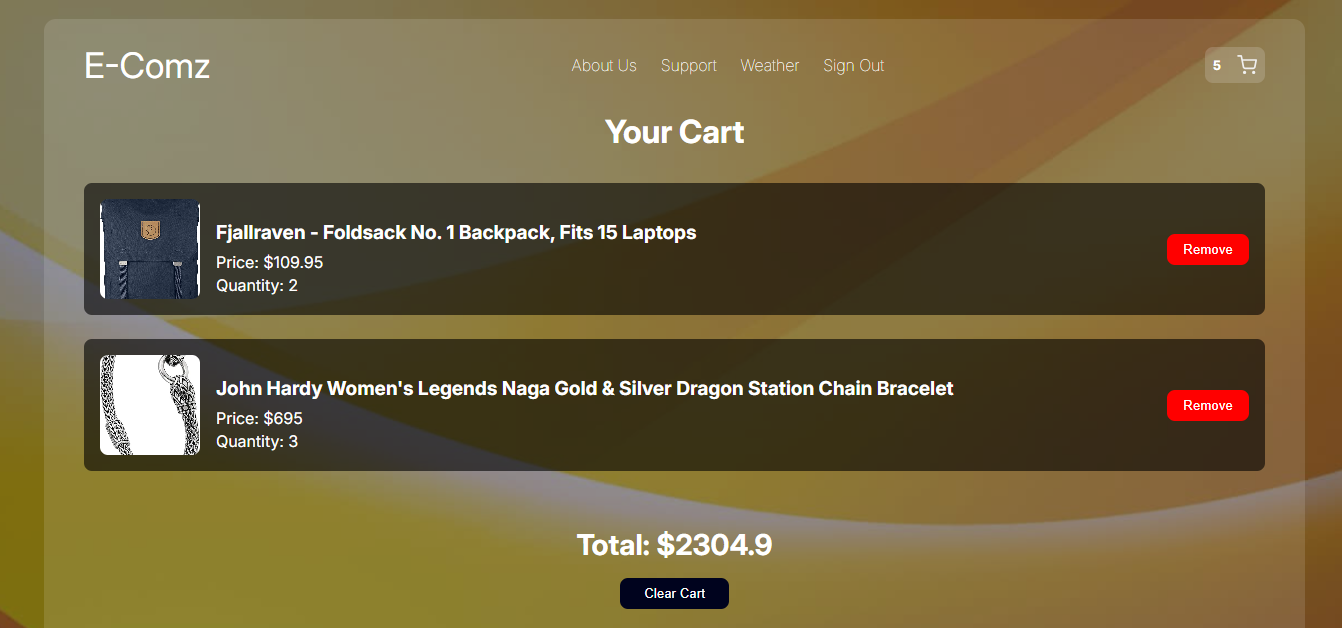 E-Comz
About Us Support Weather Sign Out
5
Your Cart
Fjallraven - Foldsack No. 1 Backpack, Fits 15 Laptops
Price: $109.95
Quantity: 2
Remove
John Hardy Women's Legends Naga Gold & Silver Dragon Station Chain Bracelet
Price: $695
Quantity: 3
Remove
Total: $2304.9
Clear Cart